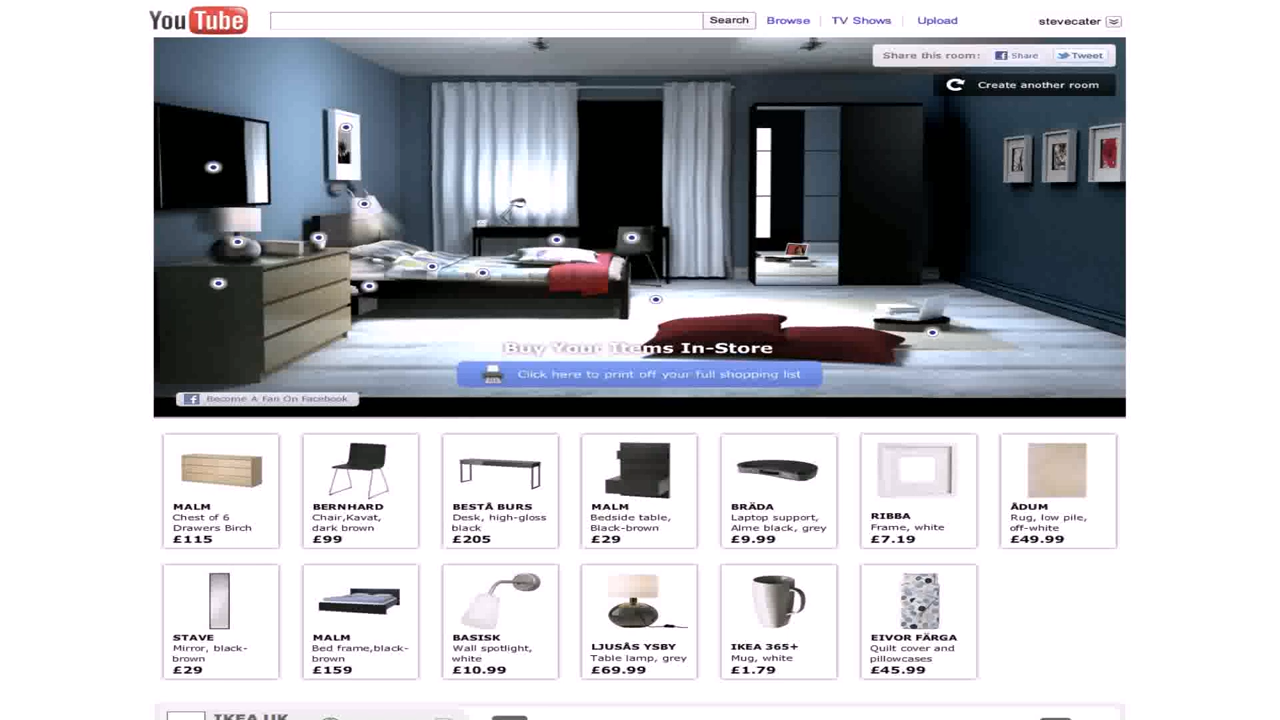 YouTube
Search
Browse
TV Shows
Upload
stevecater
Share this room:
Share
Tweet
Create another room
Buy Your Items In-Store
Click here to print off your full shopping list
Become A Fan On Facebook
MALM
Chest of 6
Drawers Birch
£115
BERNHARD
Chair,Kavat,
dark brown
£99
BESTÅ BURS
Desk, high-gloss
black
£205
MALM
Bedside table,
Black-brown
£29
BRÄDA
Laptop support,
Alme black, grey
£9.99
RIBBA
Frame, white
£7.19
ÅDUM
Rug, low pile,
off-white
£49.99
STAVE
Mirror, black-
brown
£29
MALM
Bed frame,black-
brown
£159
BASISK
Wall spotlight,
white
£10.99
LJUSÅS YSBY
Table lamp, grey
£69.99
IKEA 365+
Mug, white
£1.79
EIVOR FÄRGA
Quilt cover and
pillowcases
£45.99
IKEA UK